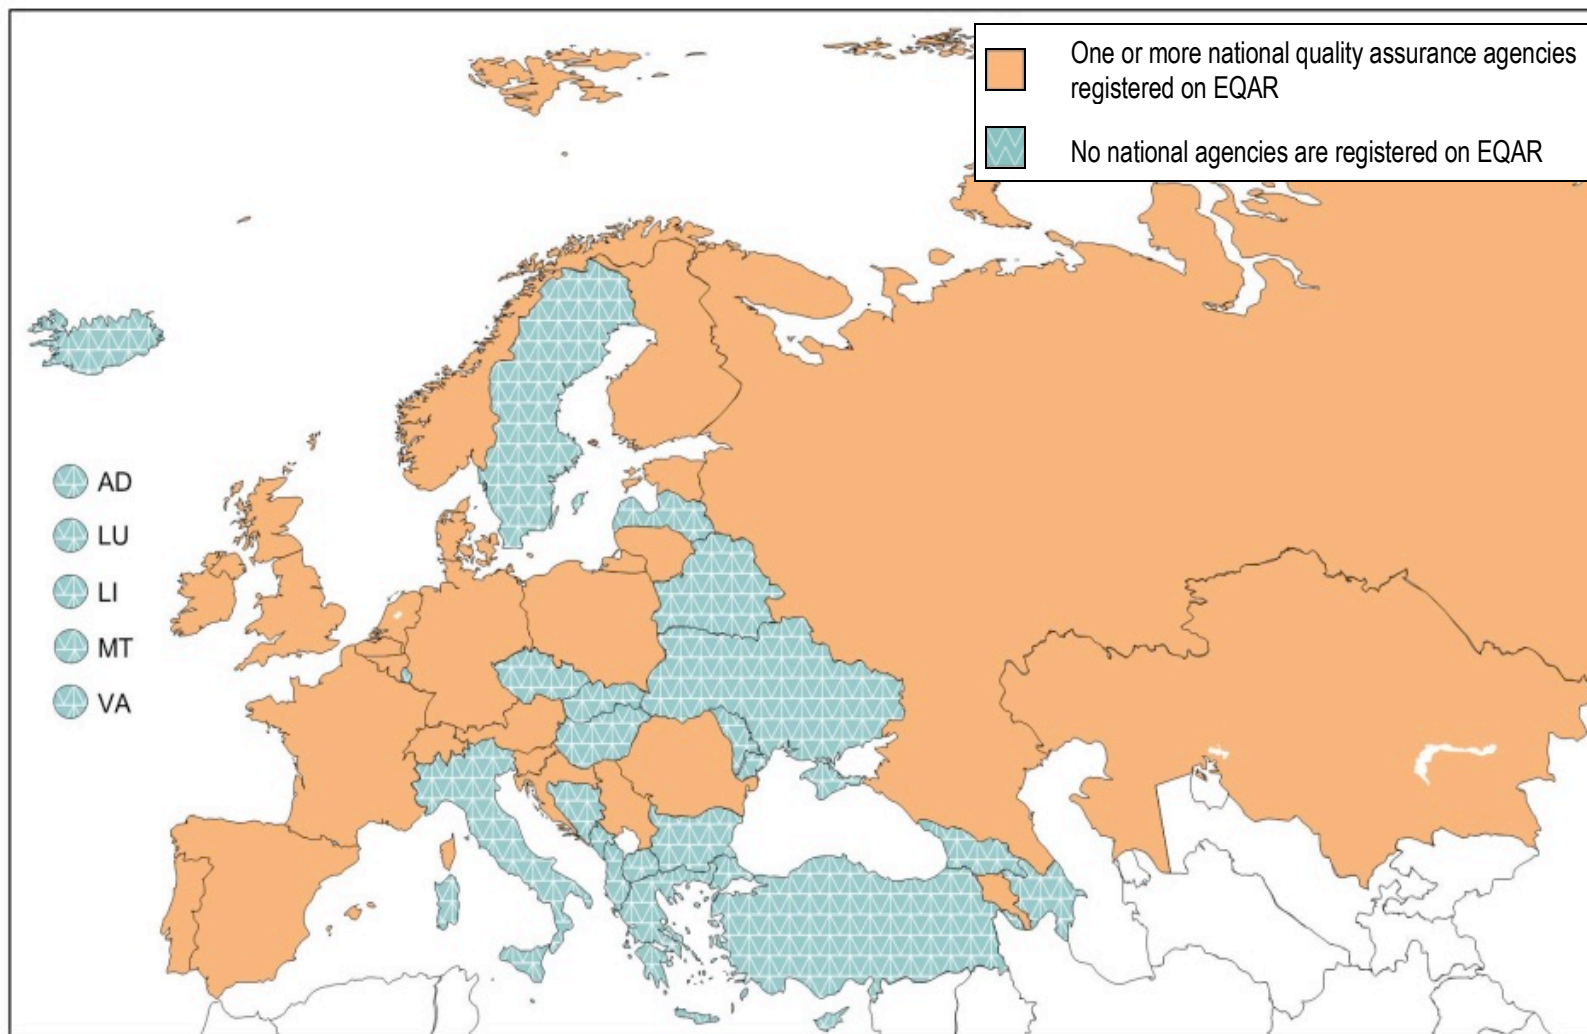 One or more national quality assurance agencies
registered on EQAR
No national agencies are registered on EQAR
AD
LU
LI
MT
VA